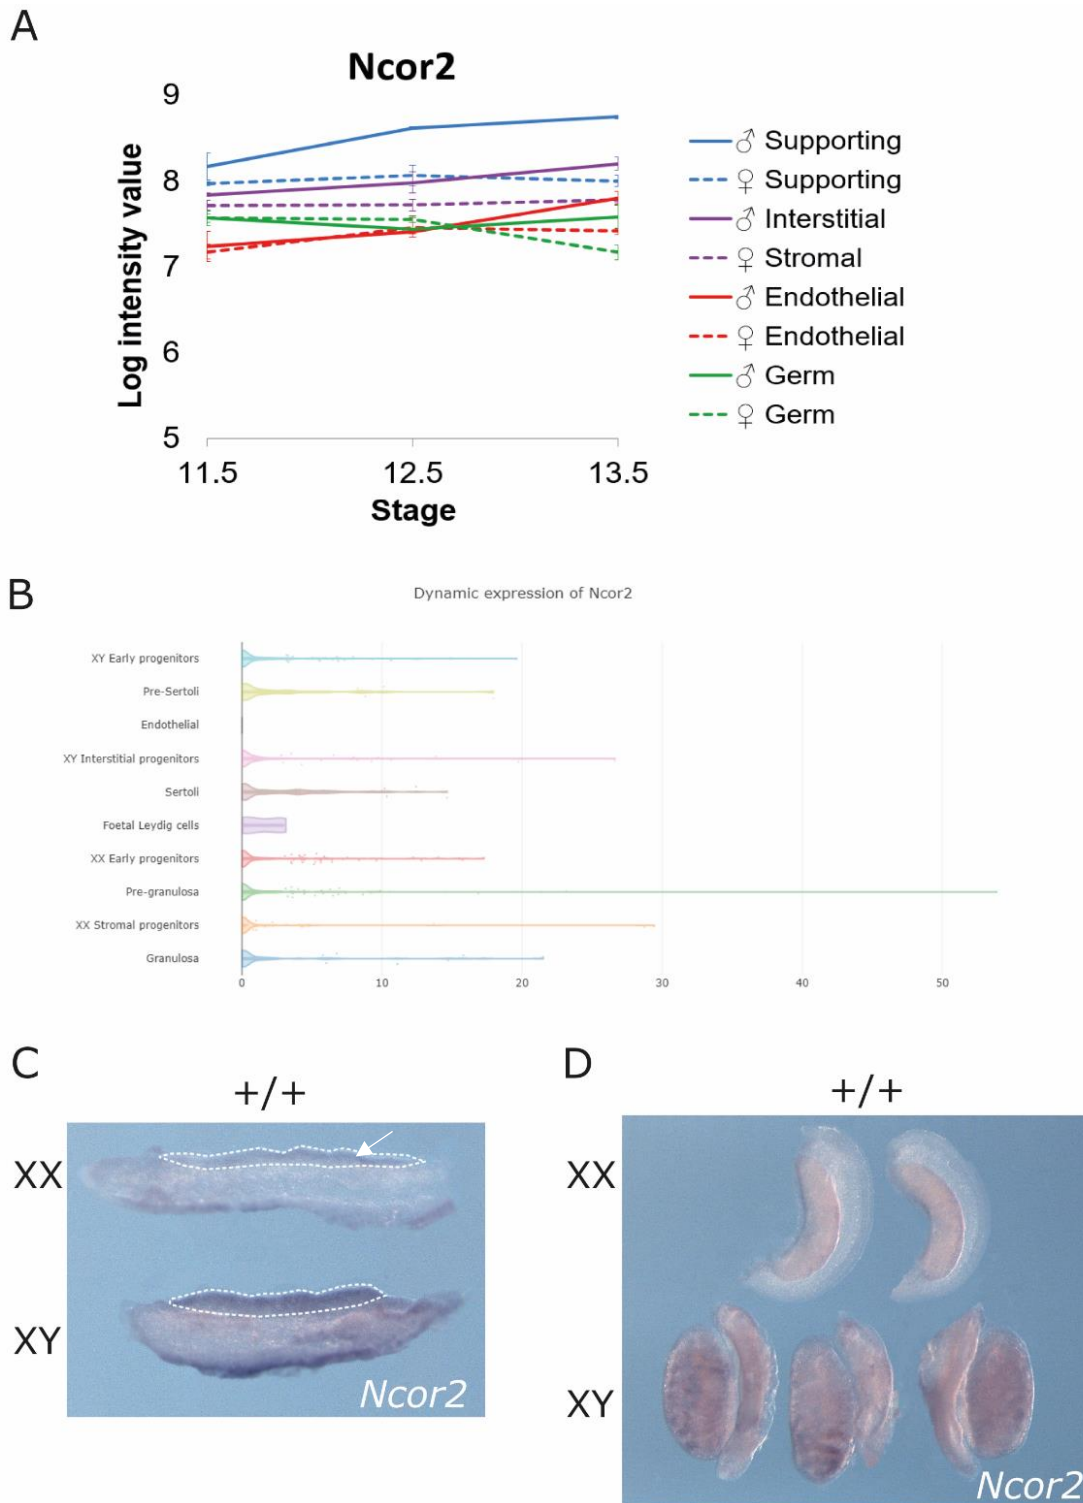 A
Ncor2
Log intensity value
9
8
7
6
5
11.5 12.5 13.5
Stage
♂ Supporting
♀ Supporting
♂ Interstitial
♀ Stromal
♂ Endothelial
♀ Endothelial
♂ Germ
♀ Germ
B
Dynamic expression of Ncor2
XY Early progenitors
Pre-Sertoli
Endothelial
XY Interstitial progenitors
Sertoli
Foetal Leydig cells
XX Early progenitors
Pre-granulosa
XX Stromal progenitors
Granulosa
0 10 20 30 40 50
C
+/+
XX
XY
Ncor2
D
+/+
XX
XY
Ncor2